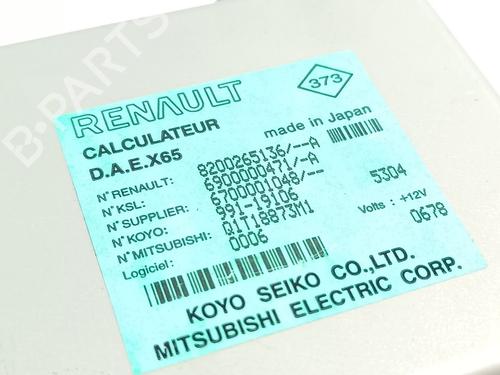 B-PARTS
RENAULT
373
CALCULATEUR
made in Japan
D.A.E.X65
N°RENAULT: 8200265136/--A
N°KSL: 6900000471/-A
N°SUPPLIER: 6700001048/--
5304
N°KOYO: 991-19106
N°MITSUBISHI: Q1T18873M1
Volts : +12V
Logiciel: 0006
0678
KOYO SEIKO CO.,LTD.
MITSUBISHI ELECTRIC CORP.